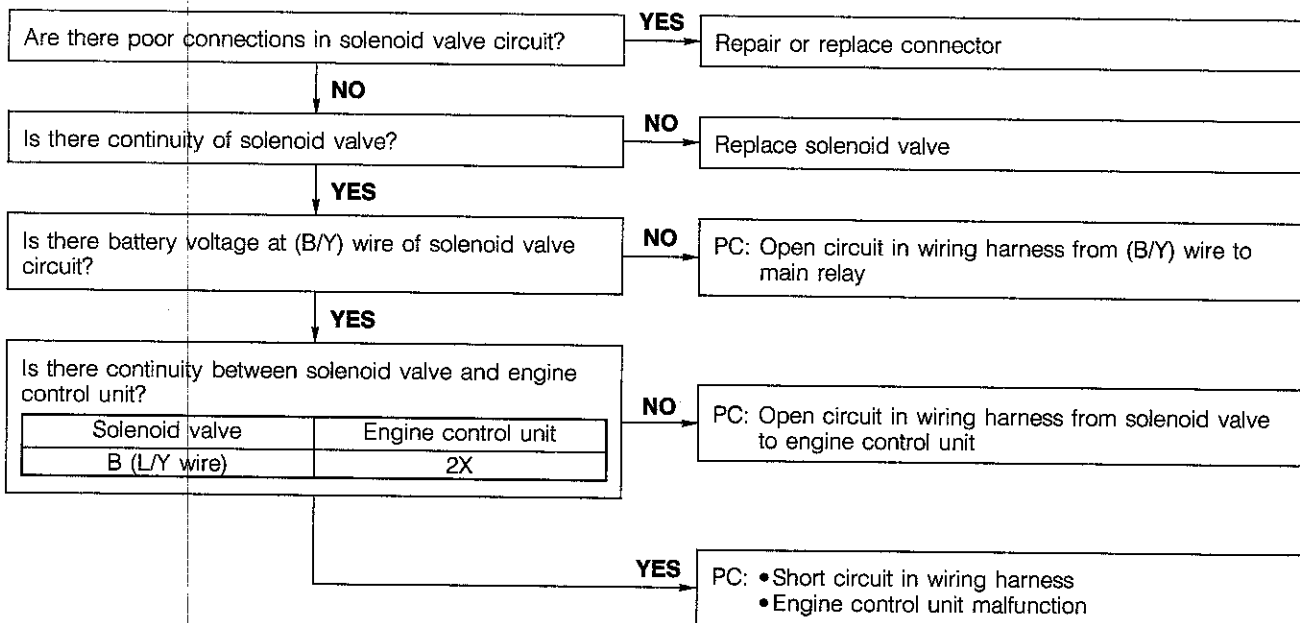 Are there poor connections in solenoid valve circuit?
YES
Repair or replace connector
NO
Is there continuity of solenoid valve?
NO
Replace solenoid valve
YES
Is there battery voltage at (B/Y) wire of solenoid valve
circuit?
NO
PC: Open circuit in wiring harness from (B/Y) wire to
main relay
YES
Is there continuity between solenoid valve and engine
control unit?
Solenoid valve Engine control unit
B (L/Y wire) 2X
NO
PC: Open circuit in wiring harness from solenoid valve
to engine control unit
YES
PC: •Short circuit in wiring harness
•Engine control unit malfunction